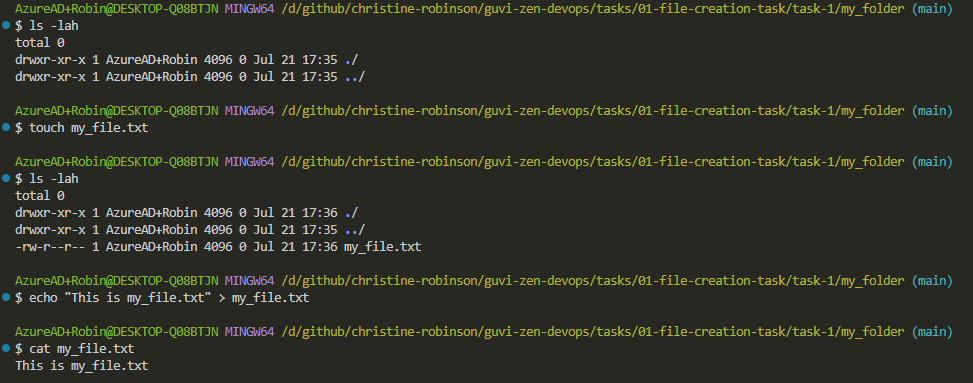 AzureAD+Robin@DESKTOP-Q08BTJN MINGW64 /d/github/christine-robinson/guvi-zen-devops/tasks/01-file-creation-task/task-1/my_folder (main)
$ ls -lah
total 0
drwxr-xr-x 1 AzureAD+Robin 4096 0 Jul 21 17:35 ./
drwxr-xr-x 1 AzureAD+Robin 4096 0 Jul 21 17:35 ../
AzureAD+Robin@DESKTOP-Q08BTJN MINGW64 /d/github/christine-robinson/guvi-zen-devops/tasks/01-file-creation-task/task-1/my_folder (main)
$ touch my_file.txt
AzureAD+Robin@DESKTOP-Q08BTJN MINGW64 /d/github/christine-robinson/guvi-zen-devops/tasks/01-file-creation-task/task-1/my_folder (main)
$ ls -lah
total 0
drwxr-xr-x 1 AzureAD+Robin 4096 0 Jul 21 17:36 ./
drwxr-xr-x 1 AzureAD+Robin 4096 0 Jul 21 17:35 ../
-rw-r--r-- 1 AzureAD+Robin 4096 0 Jul 21 17:36 my_file.txt
AzureAD+Robin@DESKTOP-Q08BTJN MINGW64 /d/github/christine-robinson/guvi-zen-devops/tasks/01-file-creation-task/task-1/my_folder (main)
$ echo "This is my_file.txt" > my_file.txt
AzureAD+Robin@DESKTOP-Q08BTJN MINGW64 /d/github/christine-robinson/guvi-zen-devops/tasks/01-file-creation-task/task-1/my_folder (main)
$ cat my_file.txt
This is my_file.txt